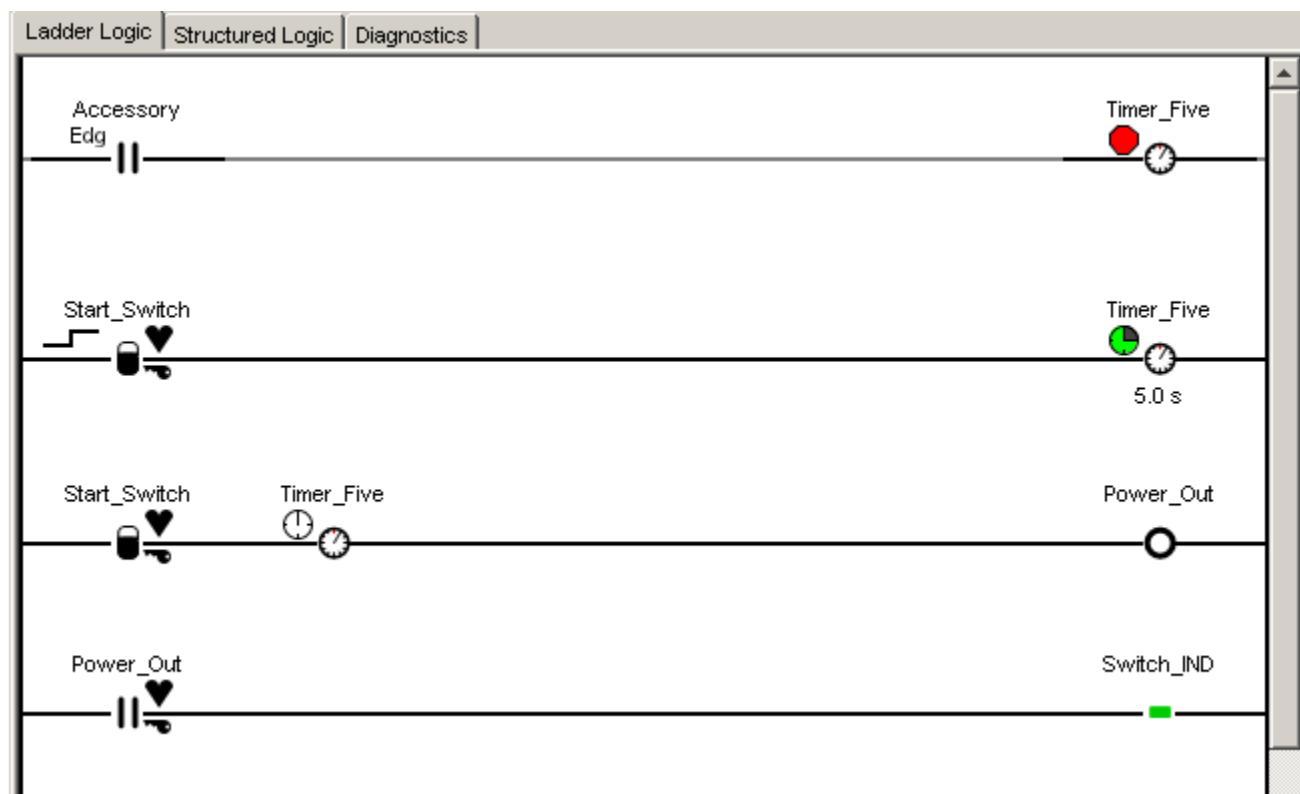 Ladder Logic Structured Logic Diagnostics
Accessory Timer_Five
Edg
Start_Switch Timer_Five
5.0 s
Start_Switch Timer_Five Power_Out
Power_Out Switch_IND